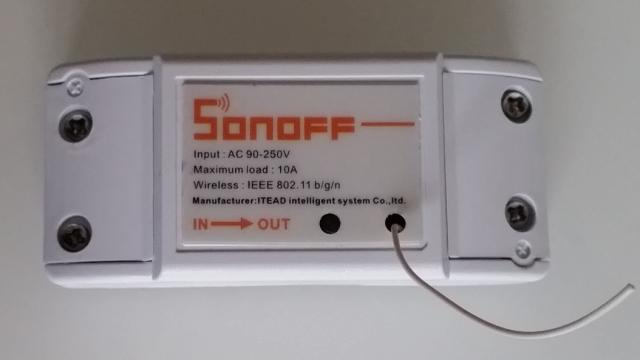 SONOFF
Input : AC 90-250V
Maximum load : 10A
Wireless : IEEE 802.11 b/g/n
Manufacturer:ITEAD intelligent system Co.,ltd.
IN → OUT